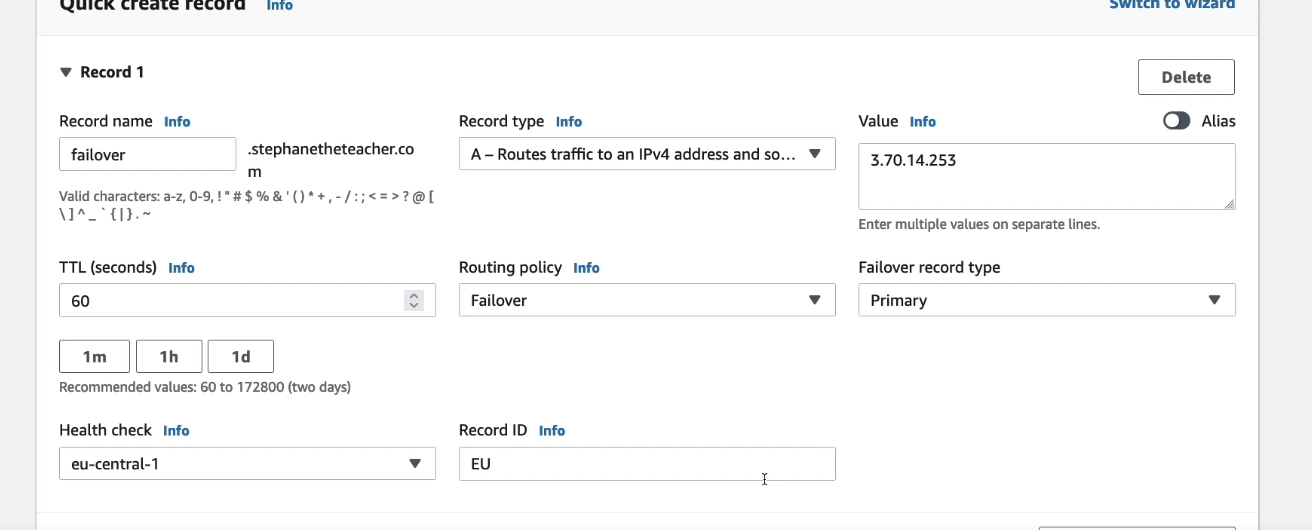 Quick create record Info Switch to wizard
Record 1
Delete
Record name Info
failover
.stephanetheteacher.co
m
Valid characters: a-z, 0-9, ! " # $ % & ' ( ) * + , - / : ; < = > ? @ [
\ ] ^ _ ` { | } . ~
Record type Info
A – Routes traffic to an IPv4 address and so...
Value Info Alias
3.70.14.253
Enter multiple values on separate lines.
TTL (seconds) Info
60
1m 1h 1d
Recommended values: 60 to 172800 (two days)
Routing policy Info
Failover
Failover record type
Primary
Health check Info
eu-central-1
Record ID Info
EU